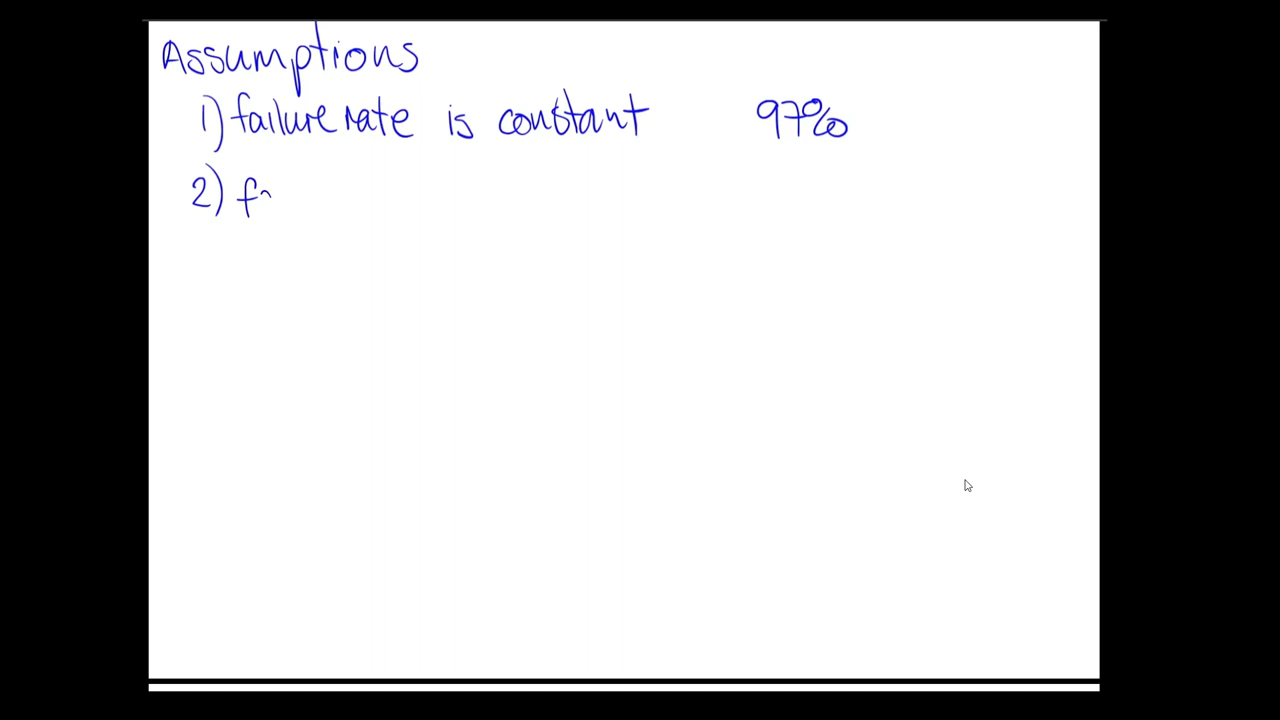 Assumptions
1) failure rate is constant 97%
2) f